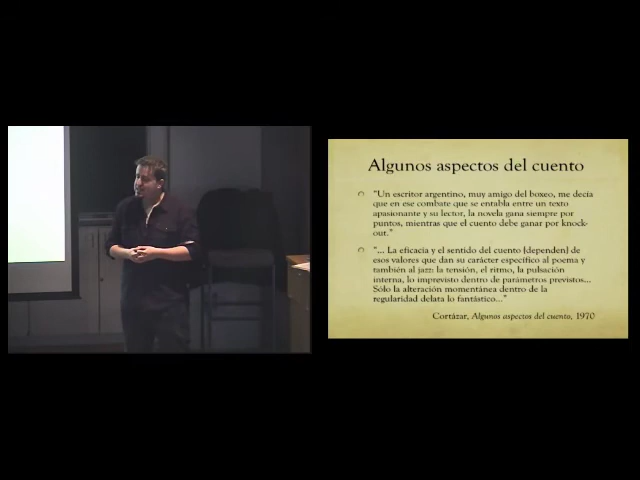 Algunos aspectos del cuento
"Un escritor argentino, muy amigo del boxeo, me decía
que en ese combate que se entabla entre un texto
apasionante y su lector, la novela gana siempre por
puntos, mientras que el cuento debe ganar por knock-
out."
"... La eficacia y el sentido del cuento [dependen] de
esos valores que dan su carácter específico al poema y
también al jazz: la tensión, el ritmo, la pulsación
interna, lo imprevisto dentro de parámetros previstos...
Sólo la alteración momentánea dentro de la
regularidad delata lo fantástico..."
Cortázar, Algunos aspectos del cuento, 1970